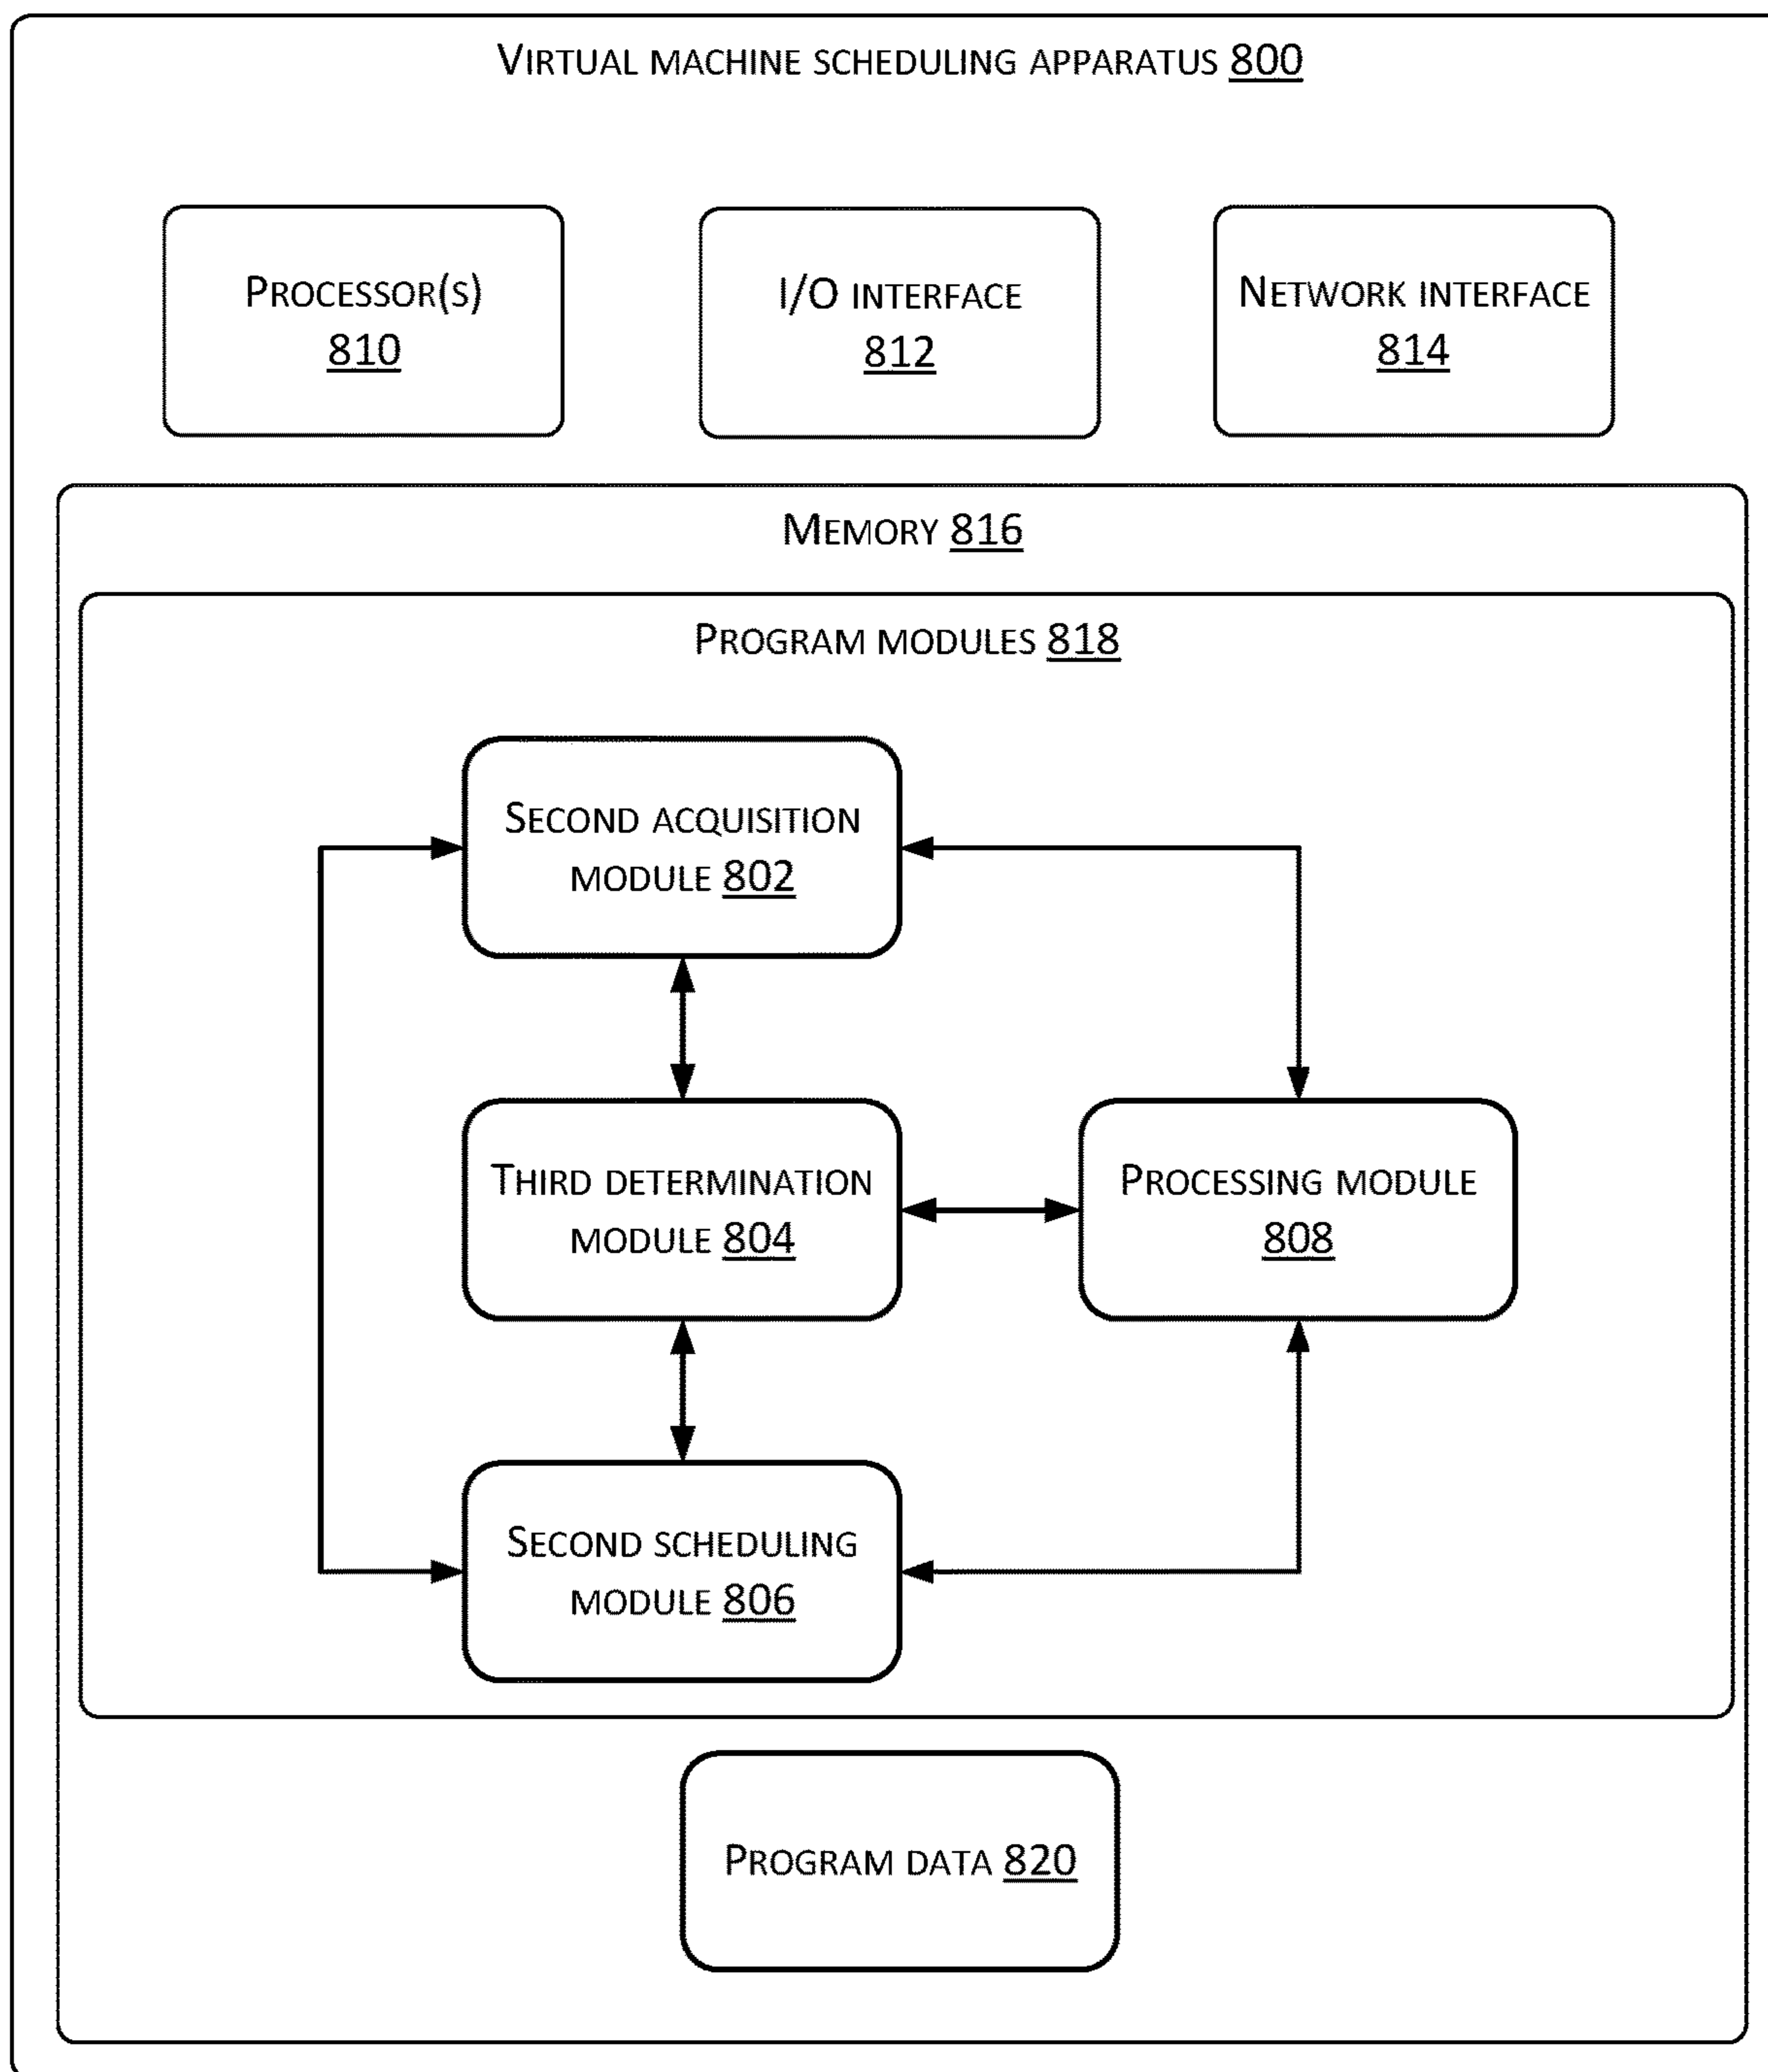 VIRTUAL MACHINE SCHEDULING APPARATUS 800
PROCESSOR(S)
810
I/O INTERFACE
812
NETWORK INTERFACE
814
MEMORY 816
PROGRAM MODULES 818
SECOND ACQUISITION
MODULE 802
THIRD DETERMINATION
MODULE 804
PROCESSING MODULE
808
SECOND SCHEDULING
MODULE 806
PROGRAM DATA 820